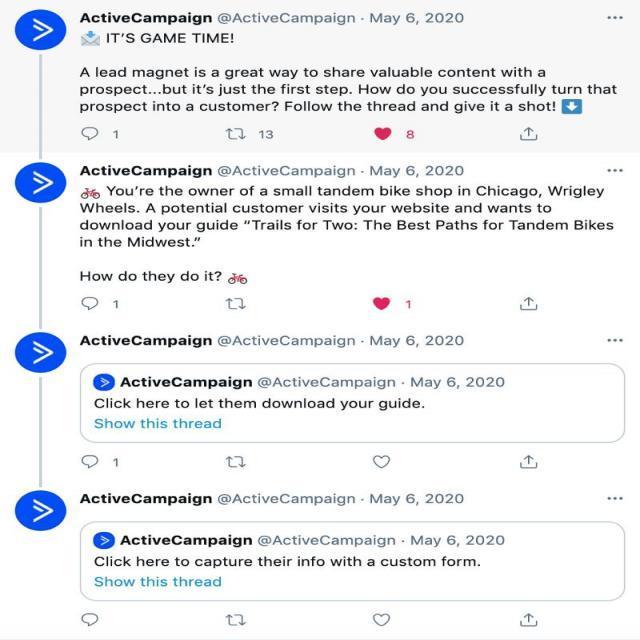 ActiveCampaign @ActiveCampaign · May 6, 2020 ...
📩 IT'S GAME TIME!
A lead magnet is a great way to share valuable content with a
prospect...but it's just the first step. How do you successfully turn that
prospect into a customer? Follow the thread and give it a shot! ⬇️
1 13 8
ActiveCampaign @ActiveCampaign · May 6, 2020 ...
🚲 You're the owner of a small tandem bike shop in Chicago, Wrigley
Wheels. A potential customer visits your website and wants to
download your guide “Trails for Two: The Best Paths for Tandem Bikes
in the Midwest.”
How do they do it? 🚲
1 1
ActiveCampaign @ActiveCampaign · May 6, 2020 ...
ActiveCampaign @ActiveCampaign · May 6, 2020
Click here to let them download your guide.
Show this thread
1
ActiveCampaign @ActiveCampaign · May 6, 2020 ...
ActiveCampaign @ActiveCampaign · May 6, 2020
Click here to capture their info with a custom form.
Show this thread